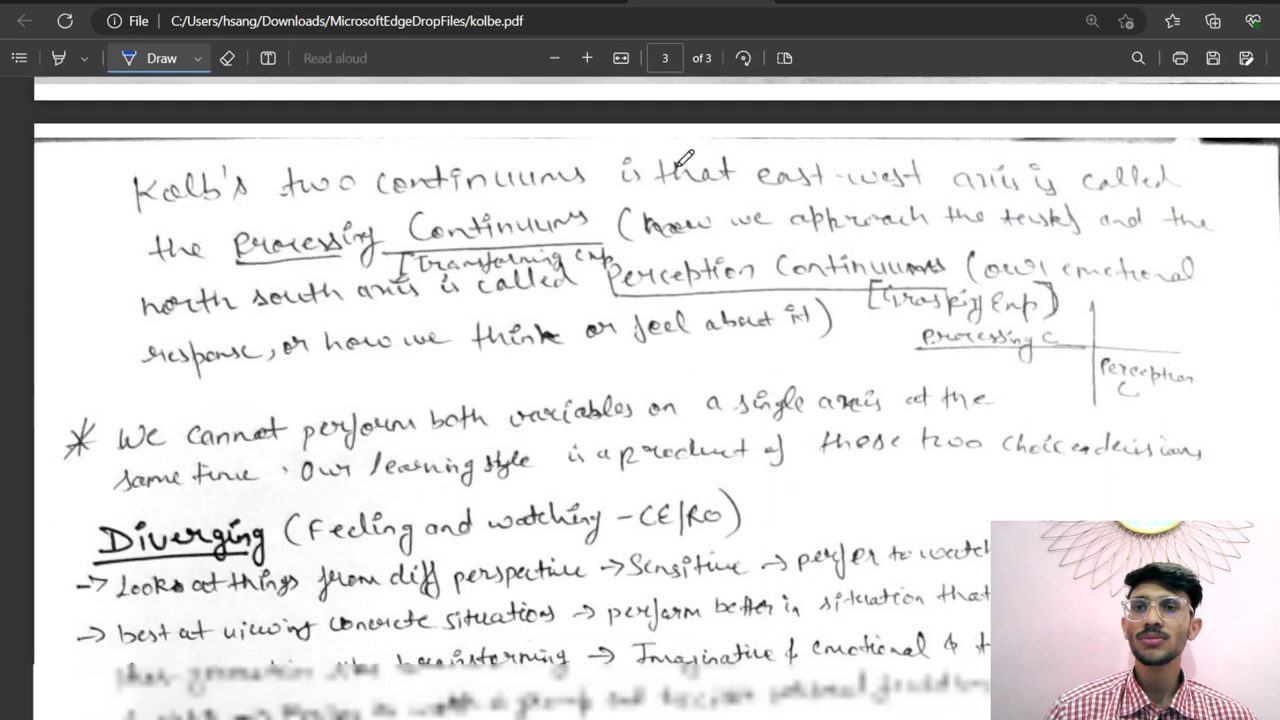 File C:/Users/hsang/Downloads/MicrosoftEdgeDropFiles/kolbe.pdf
Draw Read aloud 3 of 3
Kolb's two continuums is that east-west axis is called
the processing Continuums (how we approach the tasks and the
[Transforming Exp
north south axis is called Perception Continuums (our emotional
[Grasping Exp)
response, or how we think or feel about it)
Processing C
Perception
C
* We cannot perform both variables on a single axis at the
same time. Our learning style is a product of these two choice decisions
Diverging (Feeling and watching - CE/RO)
-> Looks at things from diff perspective -> Sensitive -> perfer to watch
-> best at viewing concrete situations -> perform better in situation that
brainstorming -> Imaginative & emotional &